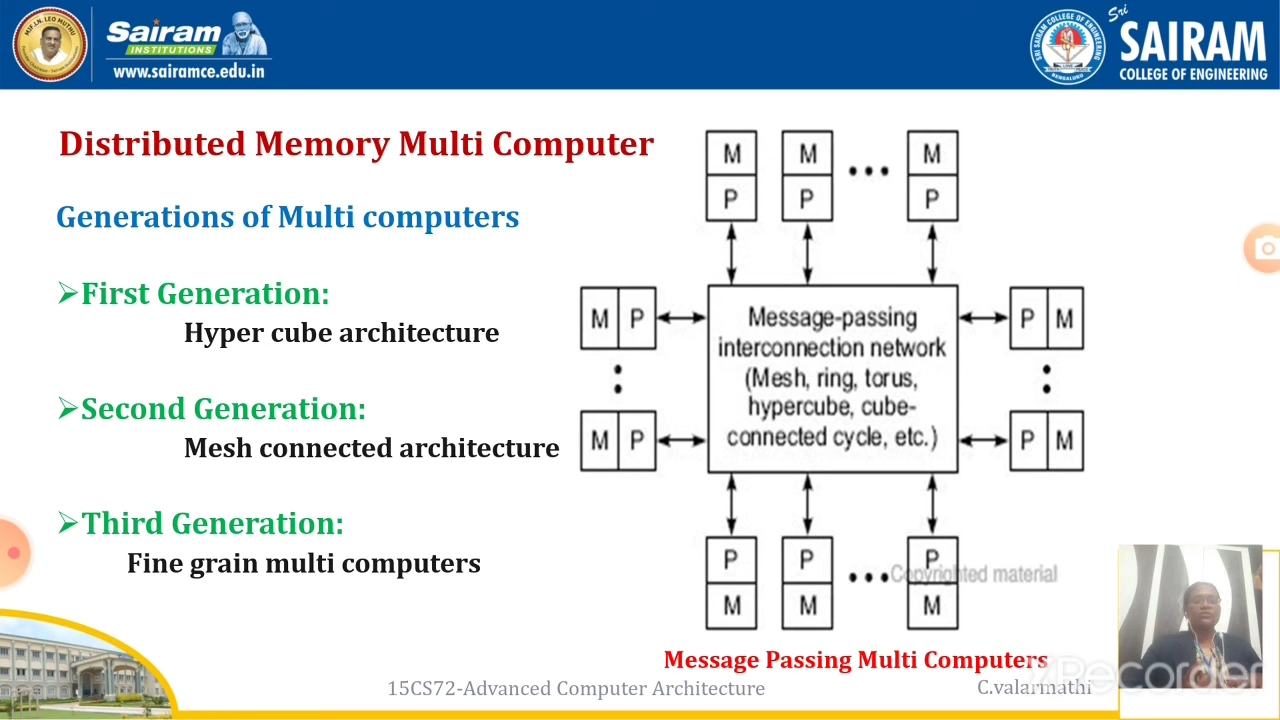 Sairam
INSTITUTIONS
www.sairamce.edu.in
Sri
SAIRAM
COLLEGE OF ENGINEERING
Distributed Memory Multi Computer
Generations of Multi computers
First Generation:
Hyper cube architecture
Second Generation:
Mesh connected architecture
Third Generation:
Fine grain multi computers
M M M
P P P
M P
P M
Message-passing
interconnection network
(Mesh, ring, torus,
hypercube, cube-
connected cycle, etc.)
M P
P M
P P P
M M M
Copyrighted material
Message Passing Multi Computers
15CS72-Advanced Computer Architecture
C.valarmathi
XRecorder